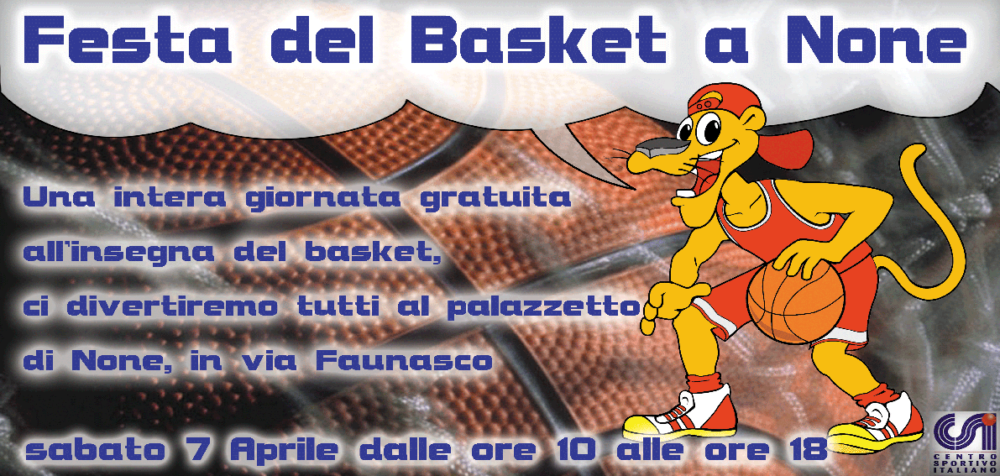 Festa del Basket a None
Una intera giornata gratuita
all'insegna del basket,
ci divertiremo tutti al palazzetto
di None, in via Faunasco
sabato 7 Aprile dalle ore 10 alle ore 18
CSI
CENTRO
SPORTIVO
ITALIANO